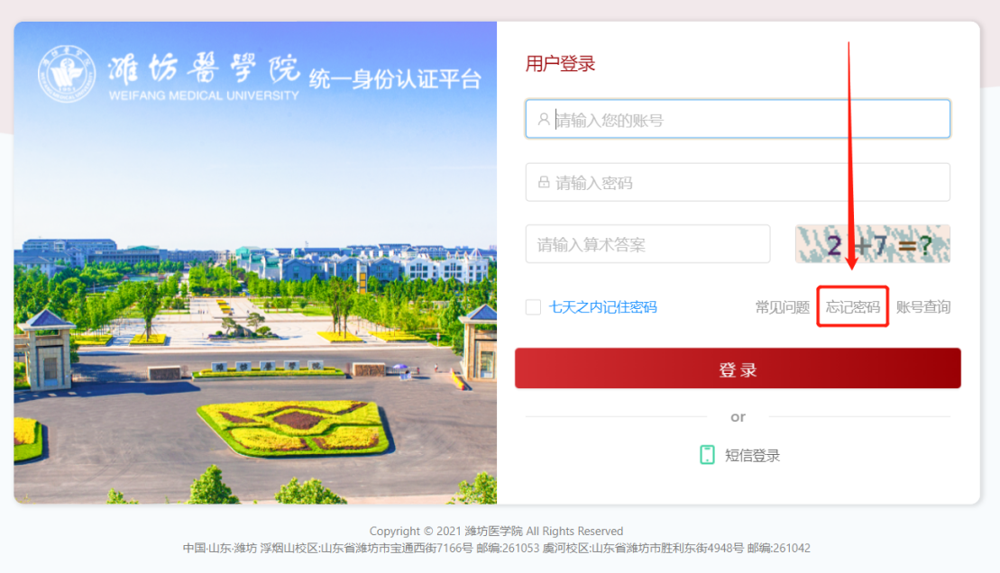 濰坊醫學院 统一身份认证平台
WEIFANG MEDICAL UNIVERSITY
用户登录
请输入您的账号
请输入密码
请输入算术答案
2+7=?
七天之内记住密码
常见问题 忘记密码 账号查询
登 录
or
短信登录
Copyright © 2021 潍坊医学院 All Rights Reserved
中国·山东·潍坊 浮烟山校区:山东省潍坊市宝通西街7166号 邮编:261053 虞河校区:山东省潍坊市胜利东街4948号 邮编:261042